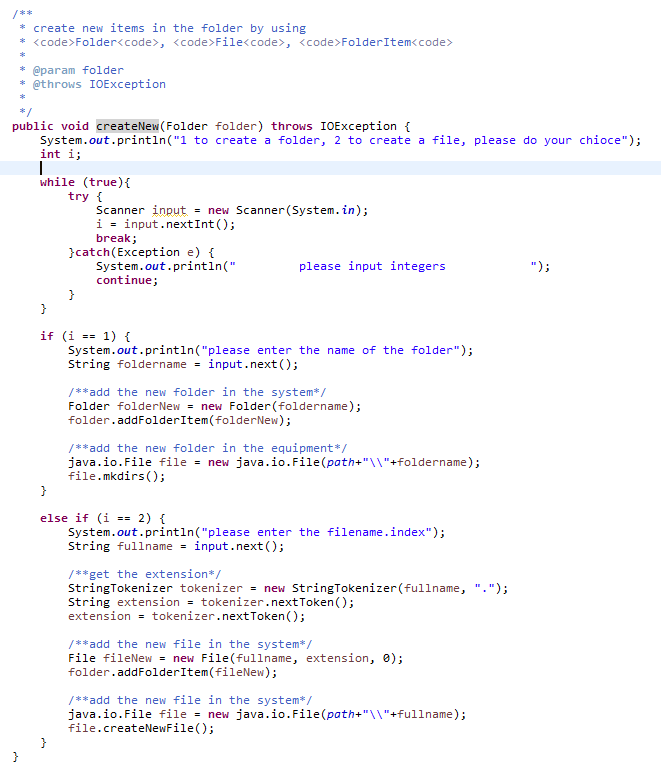 /**
 * create new items in the folder by using
 * <code>Folder<code>, <code>File<code>, <code>FolderItem<code>
 *
 * @param folder
 * @throws IOException
 *
 */
public void createNew(Folder folder) throws IOException {
    System.out.println("1 to create a folder, 2 to create a file, please do your chioce");
    int i;

    while (true){
        try {
            Scanner input = new Scanner(System.in);
            i = input.nextInt();
            break;
        }catch(Exception e) {
            System.out.println("         please input integers            ");
            continue;
        }
    }

    if (i == 1) {
        System.out.println("please enter the name of the folder");
        String foldername = input.next();

        /**add the new folder in the system*/
        Folder folderNew = new Folder(foldername);
        folder.addFolderItem(folderNew);

        /**add the new folder in the equipment*/
        java.io.File file = new java.io.File(path+"\\"+foldername);
        file.mkdirs();
    }

    else if (i == 2) {
        System.out.println("please enter the filename.index");
        String fullname = input.next();

        /**get the extension*/
        StringTokenizer tokenizer = new StringTokenizer(fullname, ".");
        String extension = tokenizer.nextToken();
        extension = tokenizer.nextToken();

        /**add the new file in the system*/
        File fileNew = new File(fullname, extension, 0);
        folder.addFolderItem(fileNew);

        /**add the new file in the system*/
        java.io.File file = new java.io.File(path+"\\"+fullname);
        file.createNewFile();
    }
}